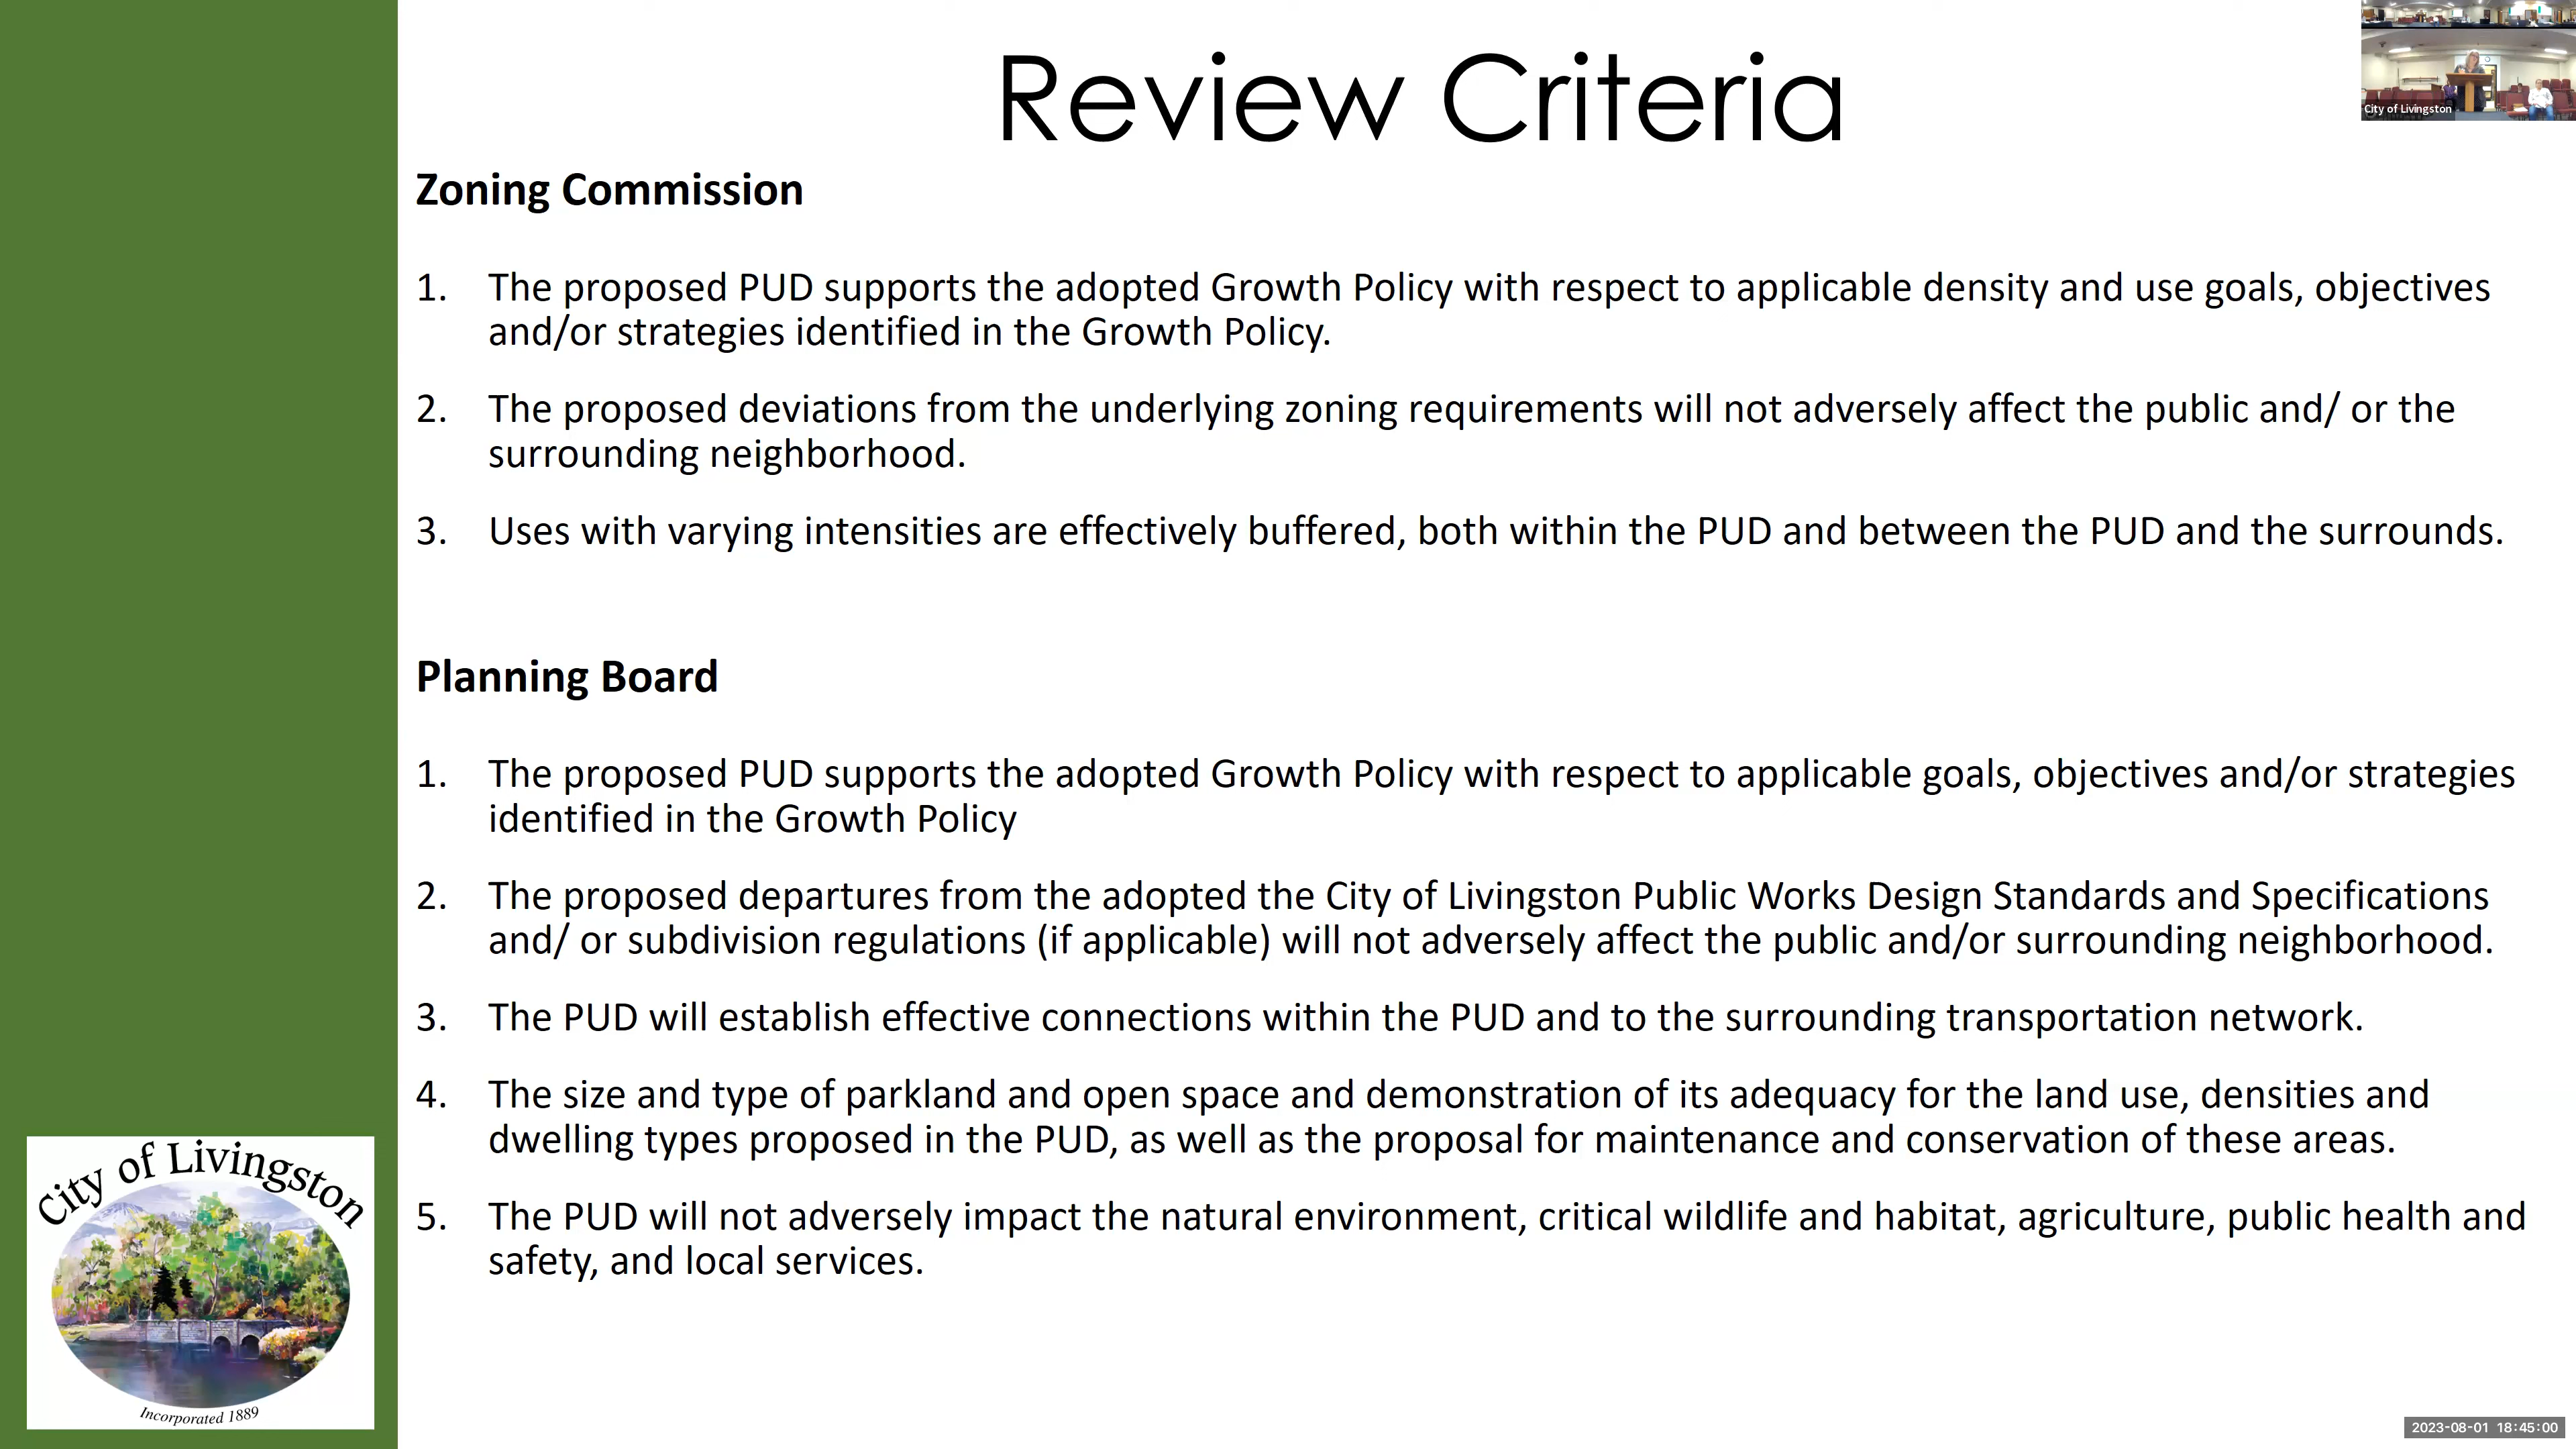 Review Criteria
City of Livingston
Zoning Commission
1. The proposed PUD supports the adopted Growth Policy with respect to applicable density and use goals, objectives
and/or strategies identified in the Growth Policy.
2. The proposed deviations from the underlying zoning requirements will not adversely affect the public and/ or the
surrounding neighborhood.
3. Uses with varying intensities are effectively buffered, both within the PUD and between the PUD and the surrounds.
Planning Board
1. The proposed PUD supports the adopted Growth Policy with respect to applicable goals, objectives and/or strategies
identified in the Growth Policy
2. The proposed departures from the adopted the City of Livingston Public Works Design Standards and Specifications
and/ or subdivision regulations (if applicable) will not adversely affect the public and/or surrounding neighborhood.
3. The PUD will establish effective connections within the PUD and to the surrounding transportation network.
4. The size and type of parkland and open space and demonstration of its adequacy for the land use, densities and
dwelling types proposed in the PUD, as well as the proposal for maintenance and conservation of these areas.
5. The PUD will not adversely impact the natural environment, critical wildlife and habitat, agriculture, public health and
safety, and local services.
City of Livingston
Incorporated 1889
2023-08-01 18:45:00